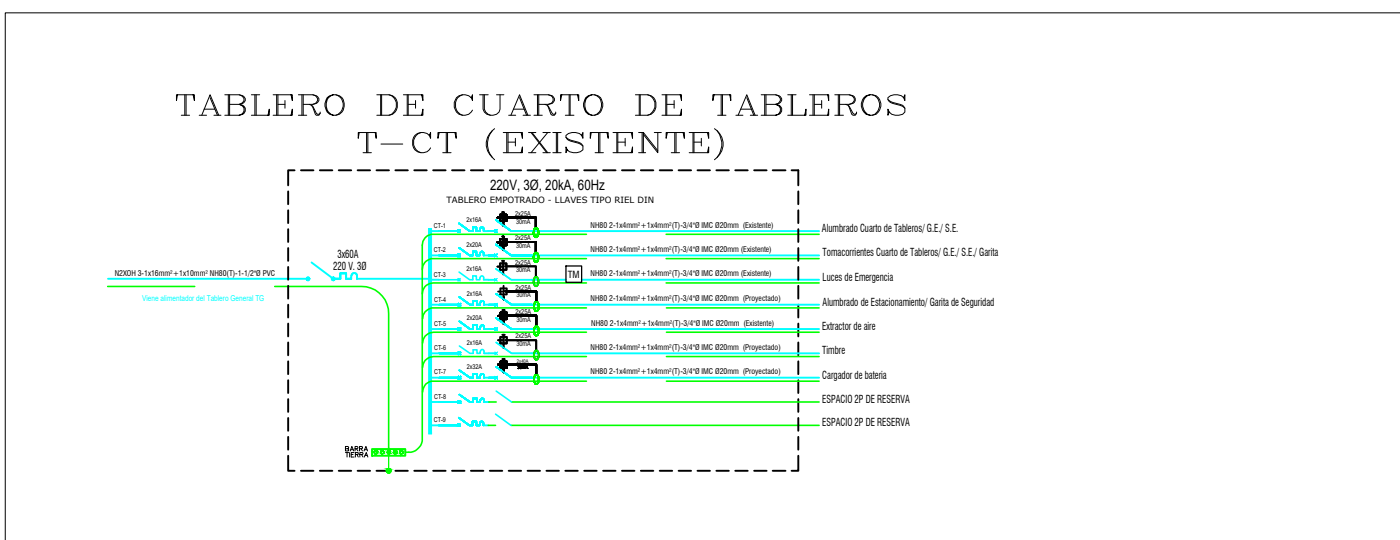 TABLERO DE CUARTO DE TABLEROS
T-CT (EXISTENTE)
220V, 3Ø, 20kA, 60Hz
TABLERO EMPOTRADO - LLAVES TIPO RIEL DIN
CT-1 2x16A 2x25A 30mA NH80 2-1x4mm²+1x4mm²(T)-3/4"Ø IMC Ø20mm (Existente) Alumbrado Cuarto de Tableros/ G.E./ S.E.
CT-2 2x20A 2x25A 30mA NH80 2-1x4mm²+1x4mm²(T)-3/4"Ø IMC Ø20mm (Existente) Tomacorrientes Cuarto de Tableros/ G.E./ S.E./ Garita
3x60A
220 V. 3Ø
N2XOH 3-1x16mm²+1x10mm² NH80(T)-1-1/2"Ø PVC
Viene alimentador del Tablero General TG
CT-3 2x16A 2x25A 30mA TM NH80 2-1x4mm²+1x4mm²(T)-3/4"Ø IMC Ø20mm (Existente) Luces de Emergencia
CT-4 2x16A 2x25A 30mA NH80 2-1x4mm²+1x4mm²(T)-3/4"Ø IMC Ø20mm (Proyectado) Alumbrado de Estacionamiento/ Garita de Seguridad
CT-5 2x20A 2x25A 30mA NH80 2-1x4mm²+1x4mm²(T)-3/4"Ø IMC Ø20mm (Existente) Extractor de aire
CT-6 2x16A 2x25A 30mA NH80 2-1x4mm²+1x4mm²(T)-3/4"Ø IMC Ø20mm (Proyectado) Timbre
CT-7 2x32A NH80 2-1x4mm²+1x4mm²(T)-3/4"Ø IMC Ø20mm (Proyectado) Cargador de bateria
CT-8 ESPACIO 2P DE RESERVA
CT-9 ESPACIO 2P DE RESERVA
BARRA
TIERRA